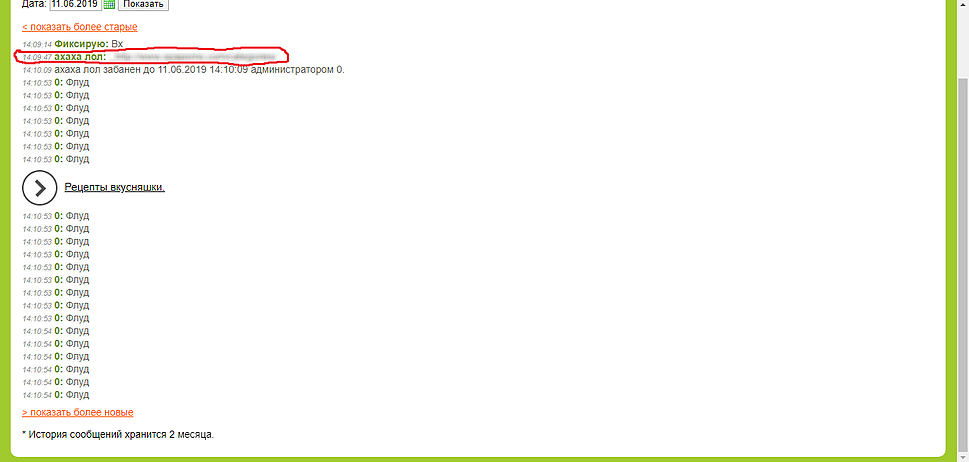 Дата: 11.06.2019 Показать
< показать более старые
14:09:14 Фиксирую: Вх
14:09:47 ахаха лол:
14:10:09 ахаха лол забанен до 11.06.2019 14:10:09 администратором 0.
14:10:53 0: Флуд
14:10:53 0: Флуд
14:10:53 0: Флуд
14:10:53 0: Флуд
14:10:53 0: Флуд
14:10:53 0: Флуд
14:10:53 0: Флуд
Рецепты вкусняшки.
14:10:53 0: Флуд
14:10:53 0: Флуд
14:10:53 0: Флуд
14:10:53 0: Флуд
14:10:53 0: Флуд
14:10:53 0: Флуд
14:10:53 0: Флуд
14:10:53 0: Флуд
14:10:54 0: Флуд
14:10:54 0: Флуд
14:10:54 0: Флуд
14:10:54 0: Флуд
14:10:54 0: Флуд
14:10:54 0: Флуд
14:10:54 0: Флуд
> показать более новые
* История сообщений хранится 2 месяца.